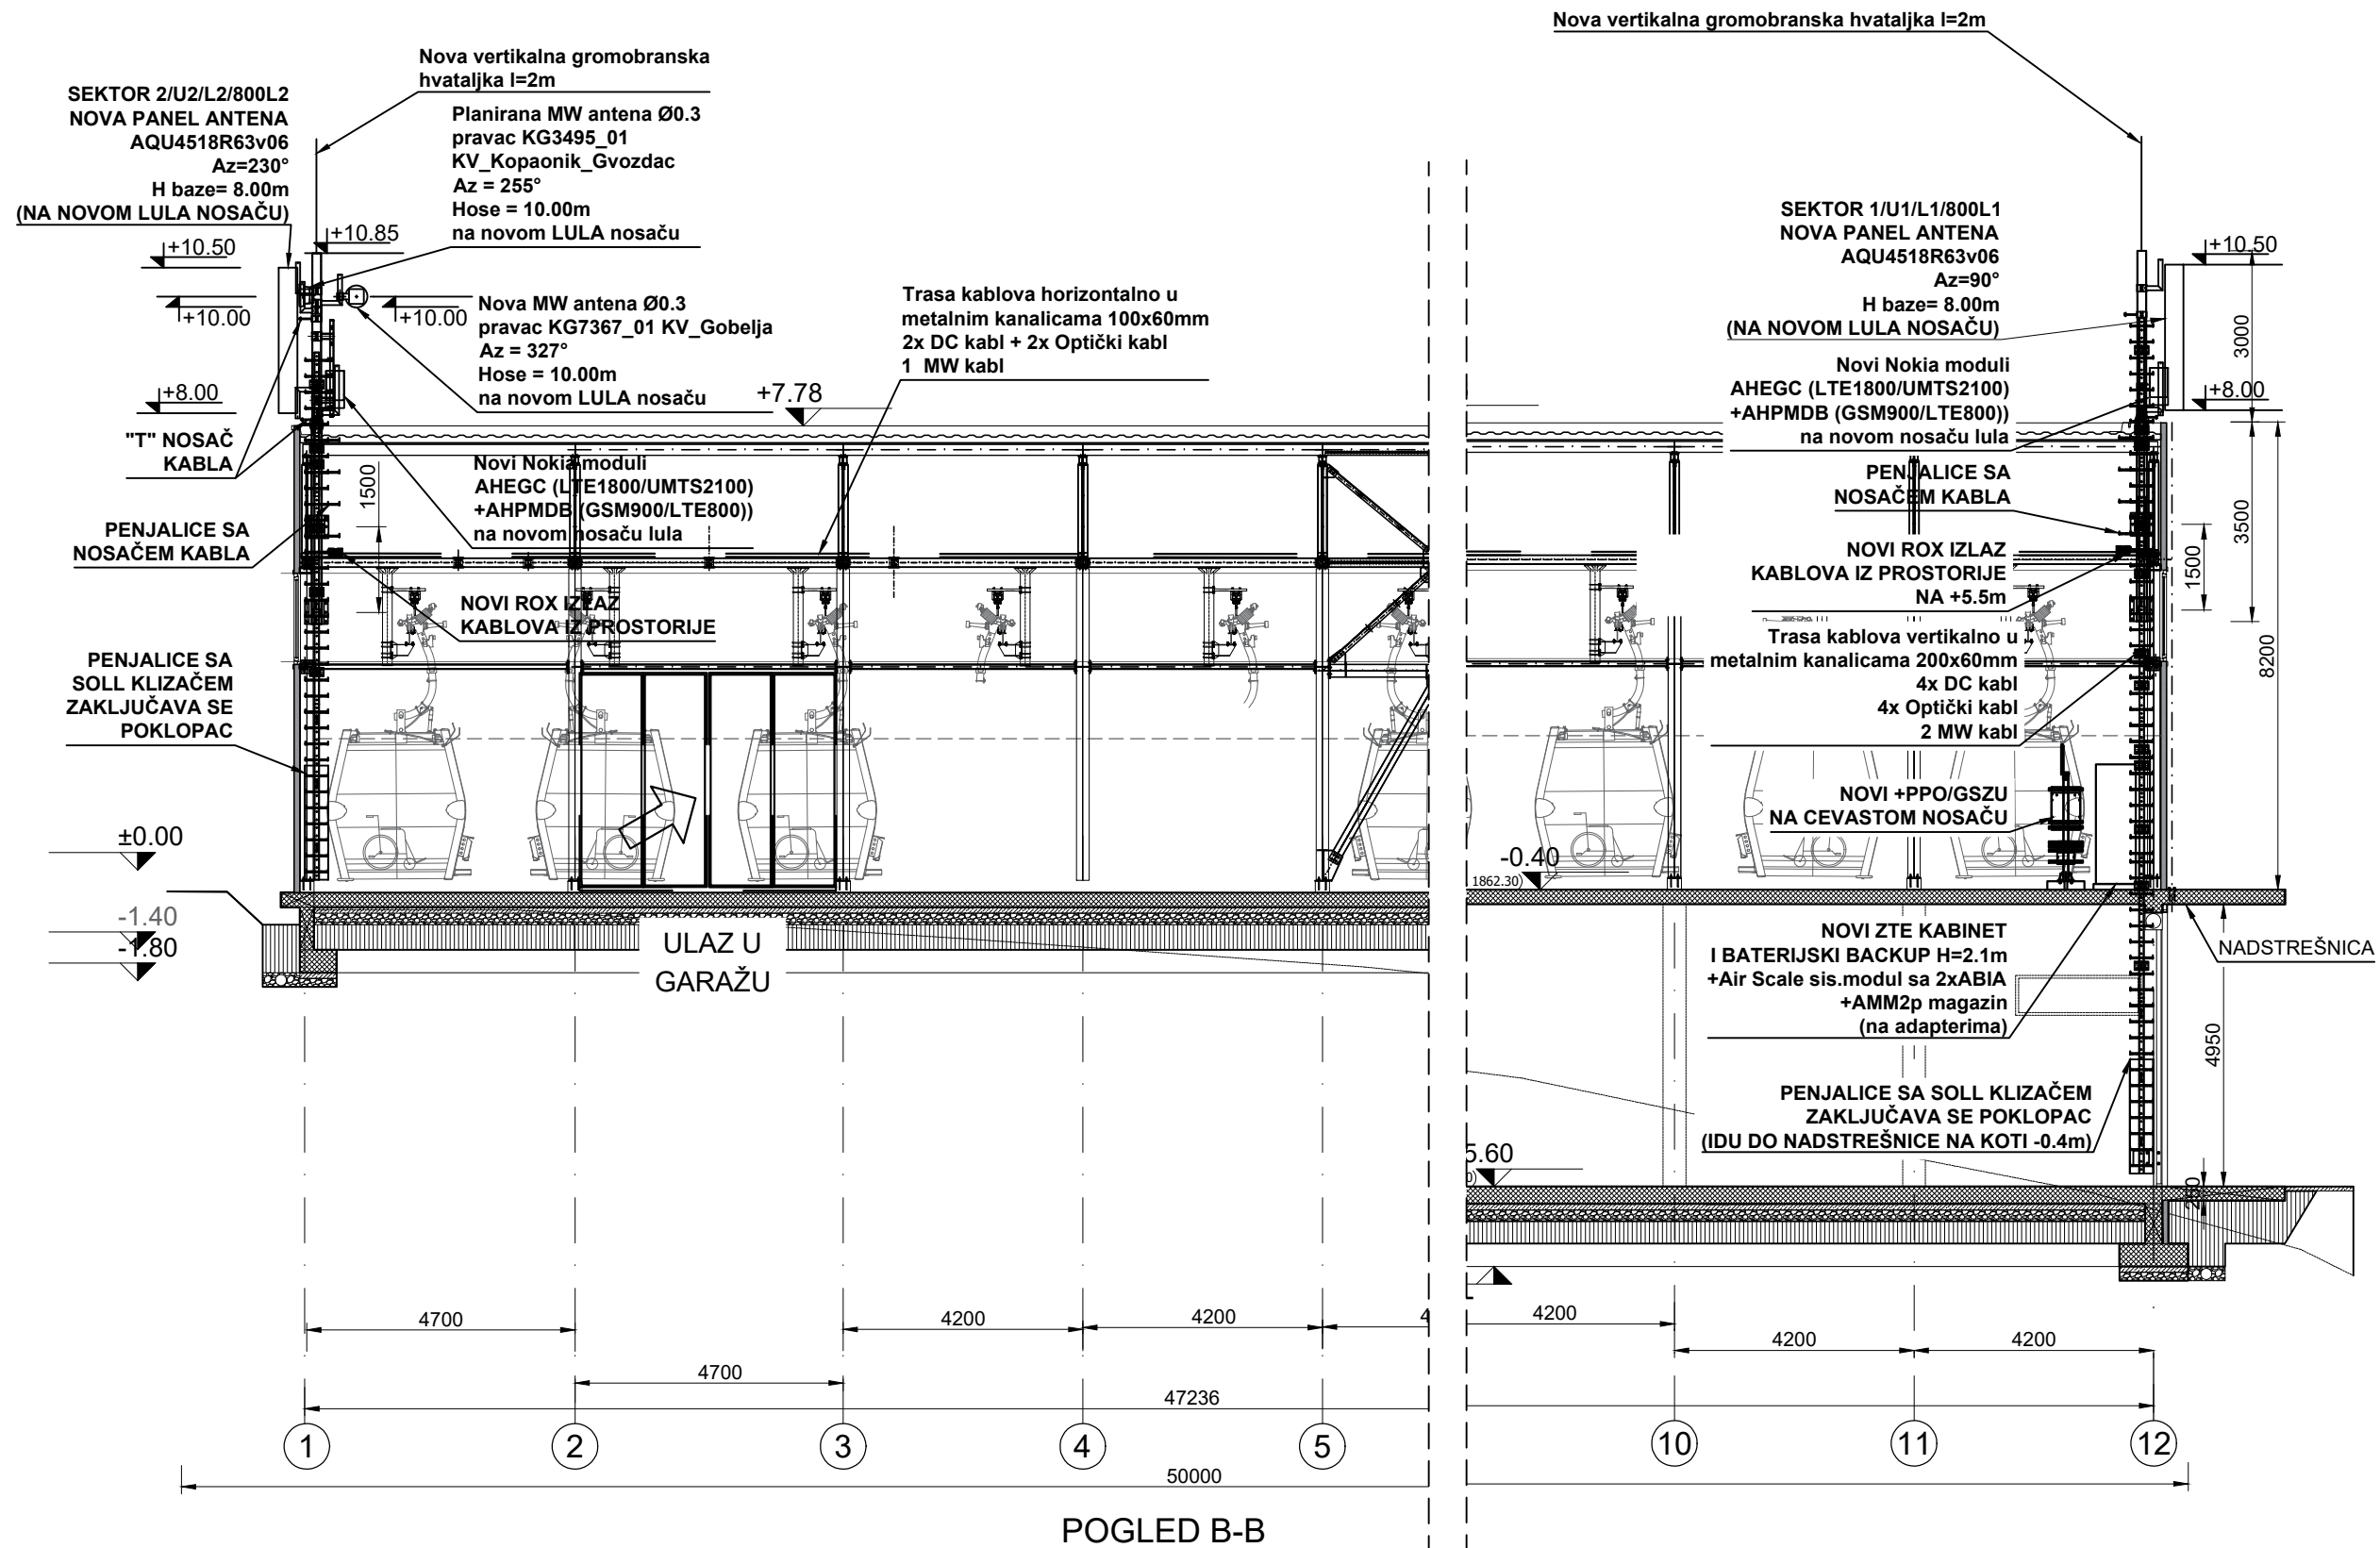 Nova vertikalna gromobranska hvataljka l=2m
Nova vertikalna gromobranska
hvataljka l=2m
SEKTOR 2/U2/L2/800L2
NOVA PANEL ANTENA
AQU4518R63v06
Az=230°
H baze= 8.00m
(NA NOVOM LULA NOSAČU)
Planirana MW antena Ø0.3
pravac KG3495_01
KV_Kopaonik_Gvozdac
Az = 255°
Hose = 10.00m
na novom LULA nosaču
+10.85
+10.50
+10.00
+10.00
Nova MW antena Ø0.3
pravac KG7367_01 KV_Gobelja
Az = 327°
Hose = 10.00m
na novom LULA nosaču
Trasa kablova horizontalno u
metalnim kanalicama 100x60mm
2x DC kabl + 2x Optički kabl
1 MW kabl
+8.00
+7.78
"T" NOSAČ
KABLA
1500
Novi Nokia moduli
AHEGC (LTE1800/UMTS2100)
+AHPMDB (GSM900/LTE800))
na novom nosaču lula
PENJALICE SA
NOSAČEM KABLA
NOVI ROX IZLAZ
KABLOVA IZ PROSTORIJE
PENJALICE SA
SOLL KLIZAČEM
ZAKLJUČAVA SE
POKLOPAC
±0.00
-1.40
-1.80
ULAZ U
GARAŽU
SEKTOR 1/U1/L1/800L1
NOVA PANEL ANTENA
AQU4518R63v06
Az=90°
H baze= 8.00m
(NA NOVOM LULA NOSAČU)
+10.50
3000
Novi Nokia moduli
AHEGC (LTE1800/UMTS2100)
+AHPMDB (GSM900/LTE800))
na novom nosaču lula
+8.00
PENJALICE SA
NOSAČEM KABLA
3500
1500
NOVI ROX IZLAZ
KABLOVA IZ PROSTORIJE
NA +5.5m
Trasa kablova vertikalno u
metalnim kanalicama 200x60mm
4x DC kabl
4x Optički kabl
2 MW kabl
8200
NOVI +PPO/GSZU
NA CEVASTOM NOSAČU
-0.40
1862.30)
NOVI ZTE KABINET
I BATERIJSKI BACKUP H=2.1m
+Air Scale sis.modul sa 2xABIA
+AMM2p magazin
(na adapterima)
NADSTREŠNICA
4950
PENJALICE SA SOLL KLIZAČEM
ZAKLJUČAVA SE POKLOPAC
(IDU DO NADSTREŠNICE NA KOTI -0.4m)
5.60
250
4700
4200
4200
4
4200
4200
4200
4700
47236
1
2
3
4
5
10
11
12
50000
POGLED B-B